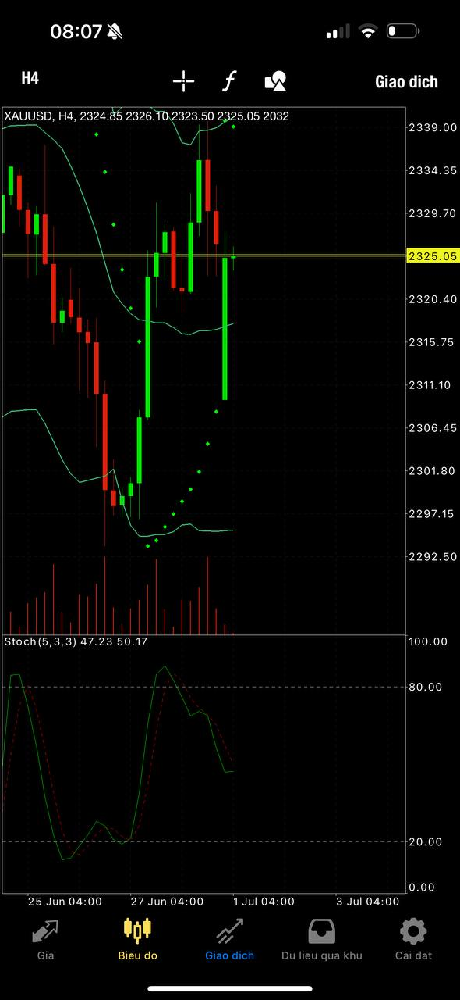 08:07
H4
f
Giao dich
XAUUSD, H4, 2324.85 2326.10 2323.50 2325.05 2032
2339.00
2334.35
2329.70
2325.05
2320.40
2315.75
2311.10
2306.45
2301.80
2297.15
2292.50
Stoch(5,3,3) 47.23 50.17
100.00
80.00
20.00
0.00
25 Jun 04:00
27 Jun 04:00
1 Jul 04:00
3 Jul 04:00
Gia
Bieu do
Giao dich
Du lieu qua khu
Cai dat